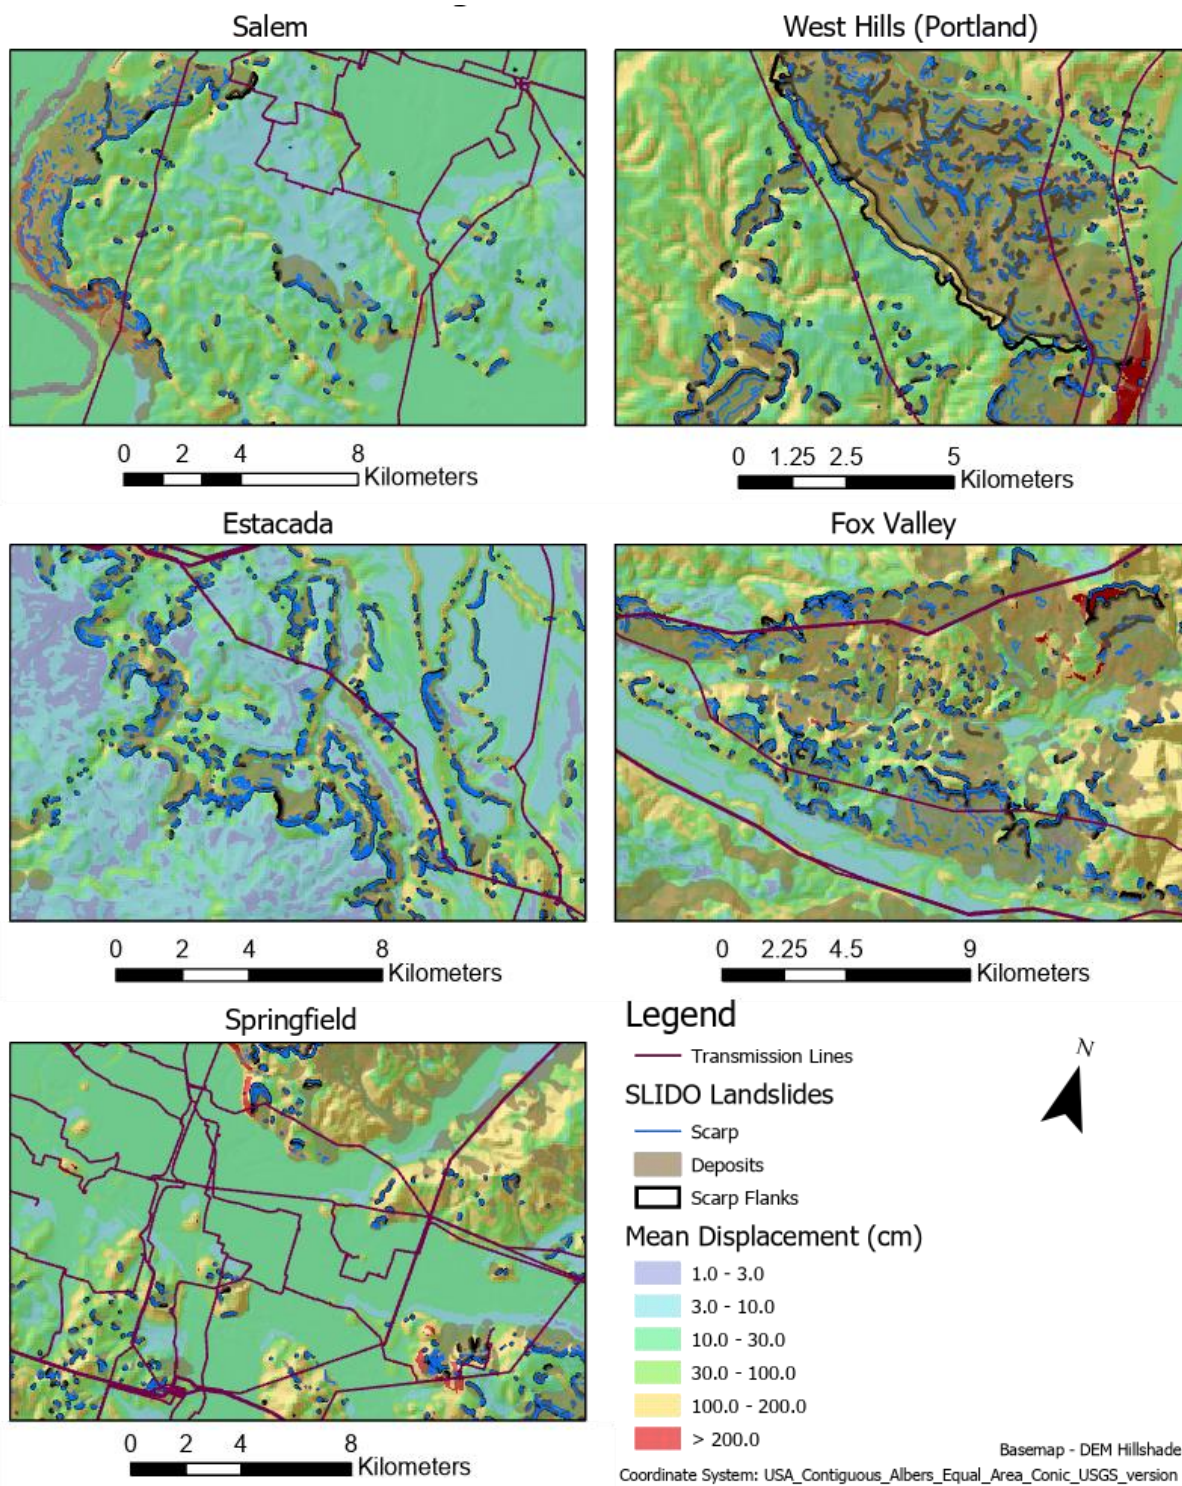 Salem
West Hills (Portland)
0 2 4 8
Kilometers
0 1.25 2.5 5
Kilometers
Estacada
Fox Valley
0 2 4 8
Kilometers
0 2.25 4.5 9
Kilometers
Springfield
0 2 4 8
Kilometers
Legend
Transmission Lines
N
SLIDO Landslides
Scarp
Deposits
Scarp Flanks
Mean Displacement (cm)
1.0 - 3.0
3.0 - 10.0
10.0 - 30.0
30.0 - 100.0
100.0 - 200.0
> 200.0
Basemap - DEM Hillshade
Coordinate System: USA_Contiguous_Albers_Equal_Area_Conic_USGS_version